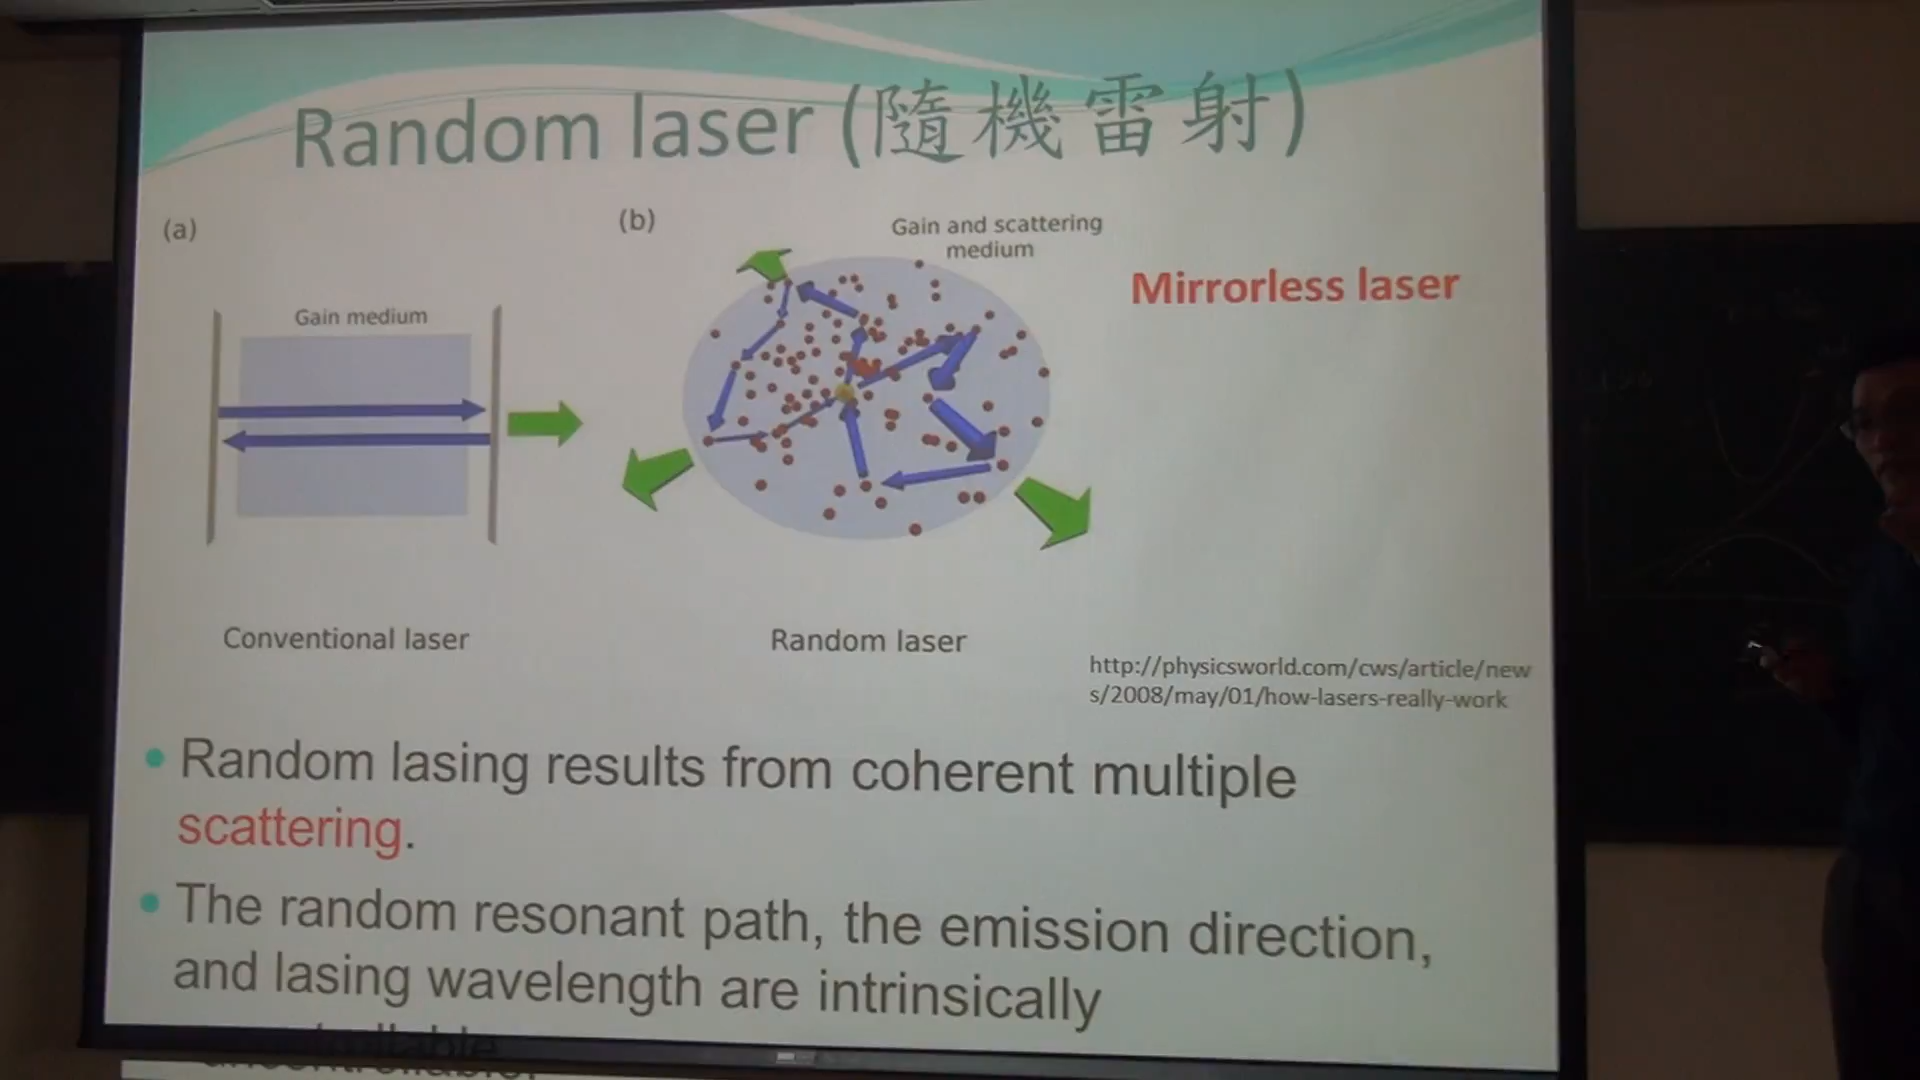 Random laser (隨機雷射)
(a)
(b)
Gain and scattering
medium
Mirrorless laser
Gain medium
Conventional laser
Random laser
http://physicsworld.com/cws/article/new
s/2008/may/01/how-lasers-really-work
• Random lasing results from coherent multiple
scattering.
• The random resonant path, the emission direction,
and lasing wavelength are intrinsically
uncontrollable.